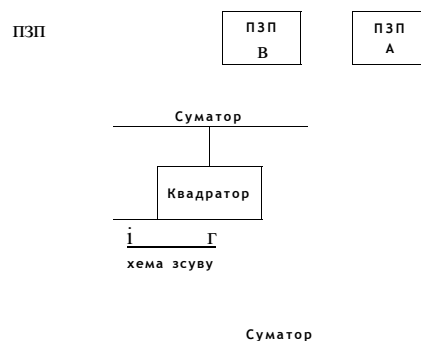 ПЗП ПЗП ПЗП
В А
Суматор
Квадратор
і г
хема зсуву
Суматор